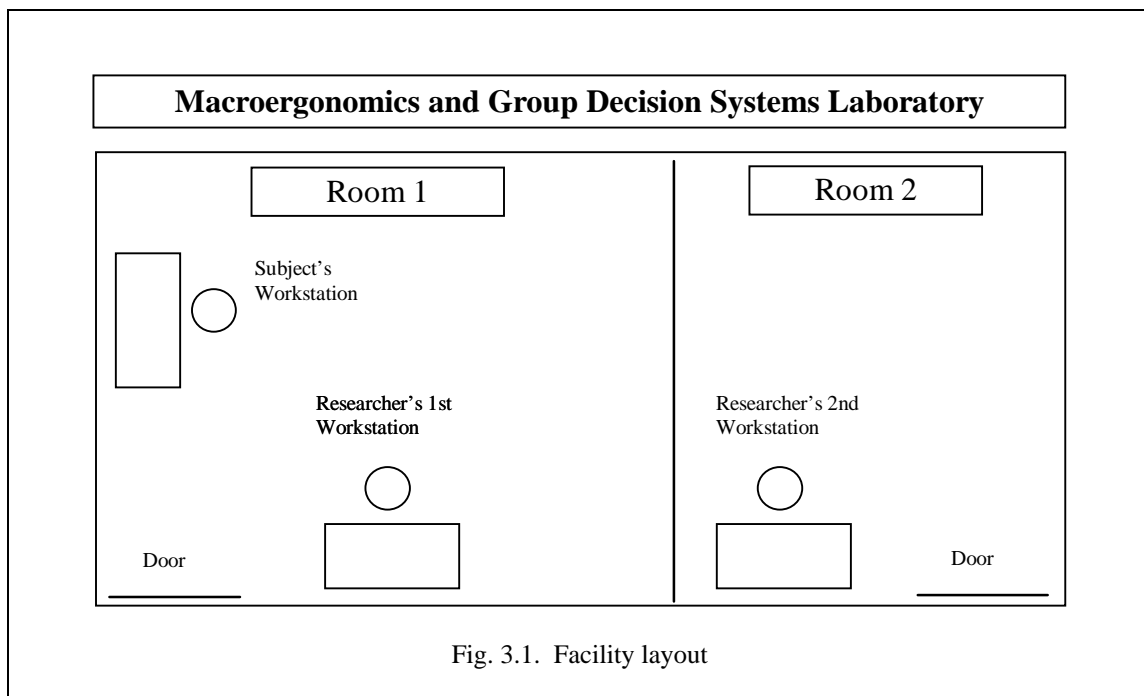 Macroergonomics and Group Decision Systems Laboratory
Room 1
Room 2
Subject's
Workstation
Researcher's 1st
Workstation
Researcher's 2nd
Workstation
Door
Door
Fig. 3.1. Facility layout